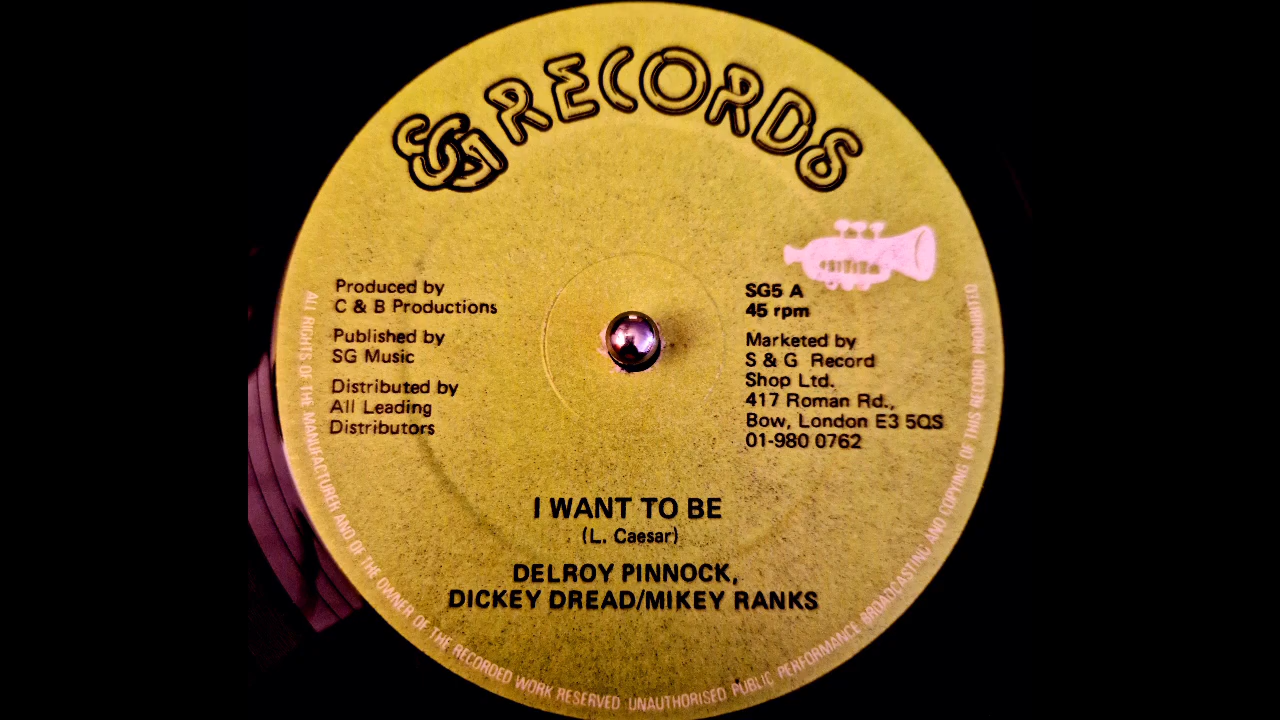 SG RECORDS
Produced by
C & B Productions
Published by
SG Music
Distributed by
All Leading
Distributors
SG5 A
45 rpm
Marketed by
S & G Record
Shop Ltd.
417 Roman Rd.,
Bow, London E3 5QS
01-980 0762
I WANT TO BE
(L. Caesar)
DELROY PINNOCK,
DICKEY DREAD/MIKEY RANKS
ALL RIGHTS OF THE MANUFACTURER AND OF THE OWNER OF THE RECORDED WORK RESERVED UNAUTHORISED PUBLIC PERFORMANCE BROADCASTING AND COPYING OF THIS RECORD PROHIBITED